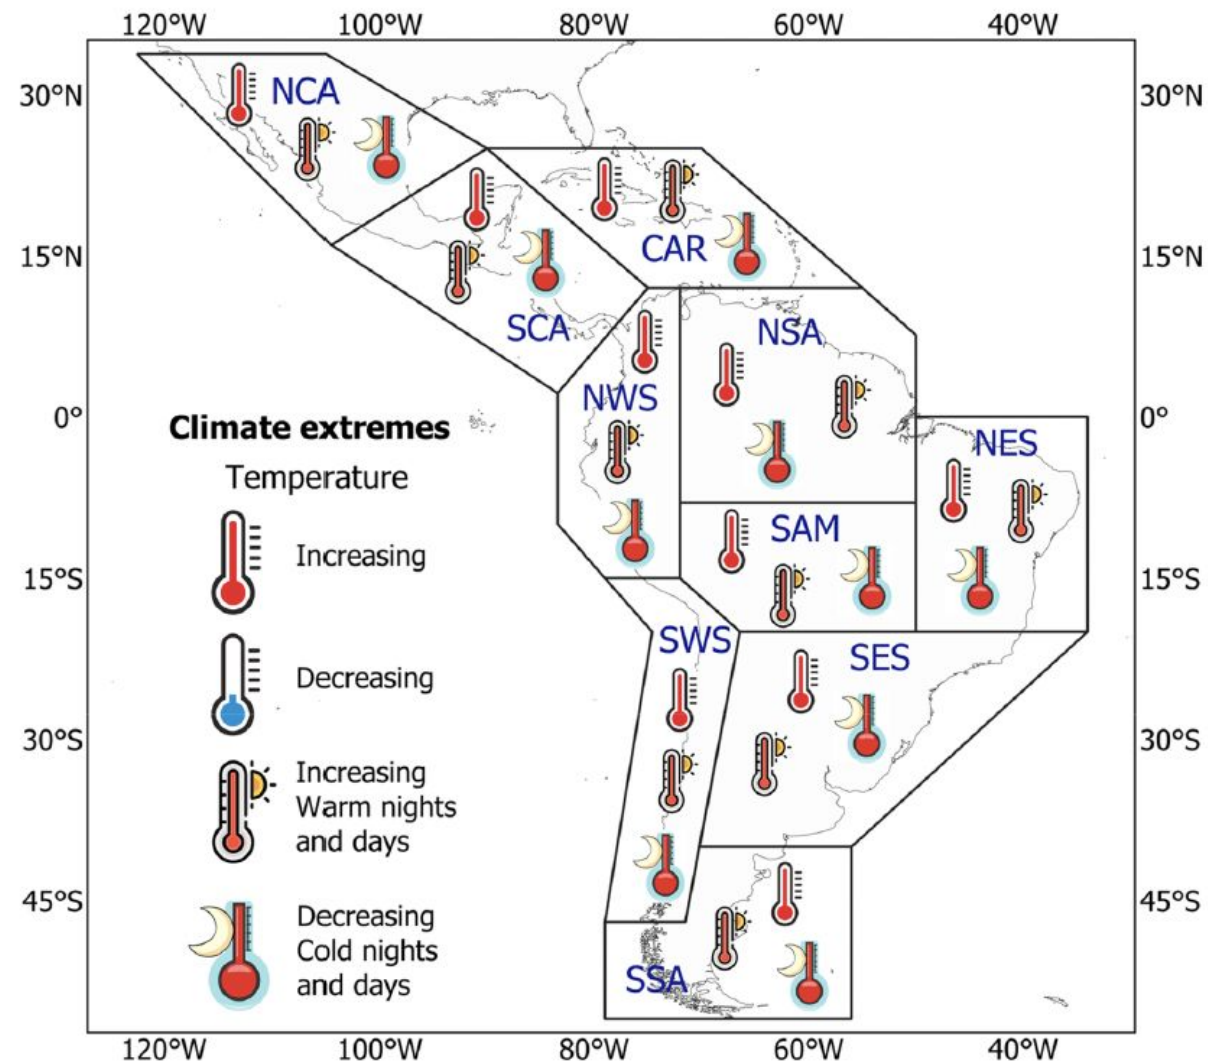 120°W 100°W 80°W 60°W 40°W
30°N 30°N
NCA
15°N 15°N
CAR
SCA
NSA
NWS
0° 0°
Climate extremes
NES
Temperature
SAM
Increasing
15°S 15°S
SWS
SES
Decreasing
30°S 30°S
Increasing
Warm nights
and days
45°S 45°S
Decreasing
Cold nights
and days
SSA
120°W 100°W 80°W 60°W 40°W